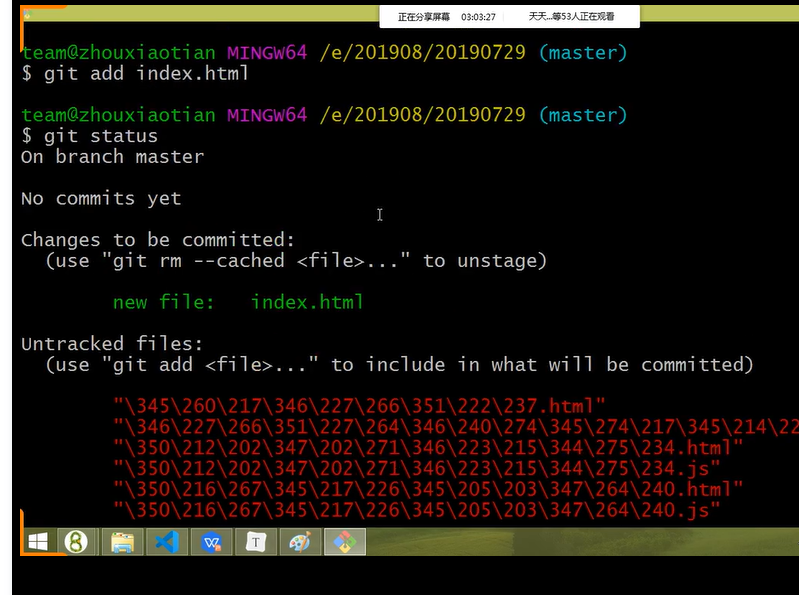 正在分享屏幕 03:03:27 天天...等53人正在观看
team@zhouxiaotian MINGW64 /e/201908/20190729 (master)
$ git add index.html
team@zhouxiaotian MINGW64 /e/201908/20190729 (master)
$ git status
On branch master
No commits yet
Changes to be committed:
(use "git rm --cached <file>..." to unstage)
new file: index.html
Untracked files:
(use "git add <file>..." to include in what will be committed)
"\345\260\217\346\227\266\351\222\237.html"
"\346\227\266\351\227\264\346\240\274\345\274\217\345\214\22
"\350\212\202\347\202\271\346\223\215\344\275\234.html"
"\350\212\202\347\202\271\346\223\215\344\275\234.js"
"\350\216\267\345\217\226\345\205\203\347\264\240.html"
"\350\216\267\345\217\226\345\205\203\347\264\240.js"